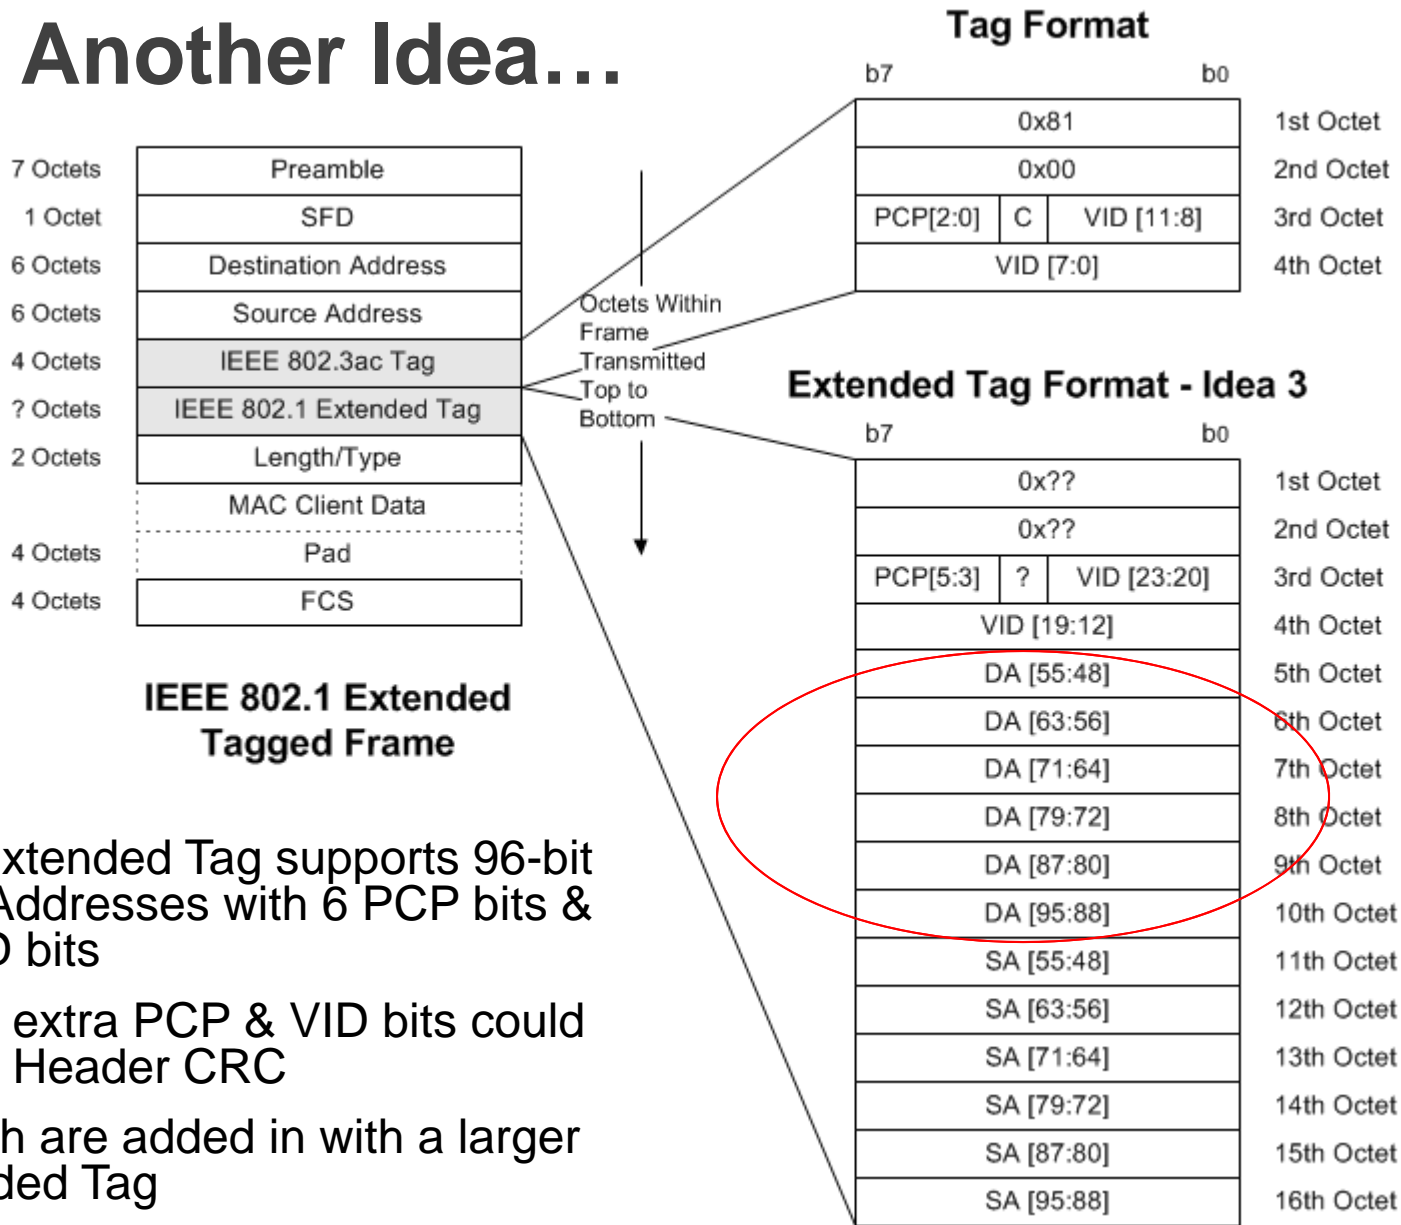 Another Idea…
7 Octets Preamble
1 Octet SFD
6 Octets Destination Address
6 Octets Source Address
4 Octets IEEE 802.3ac Tag
? Octets IEEE 802.1 Extended Tag
2 Octets Length/Type
MAC Client Data
4 Octets Pad
4 Octets FCS
IEEE 802.1 Extended
Tagged Frame
Octets Within
Frame
Transmitted
Top to
Bottom
Tag Format
b7 b0
0x81 1st Octet
0x00 2nd Octet
PCP[2:0] C VID [11:8] 3rd Octet
VID [7:0] 4th Octet
Extended Tag Format - Idea 3
b7 b0
0x?? 1st Octet
0x?? 2nd Octet
PCP[5:3] ? VID [23:20] 3rd Octet
VID [19:12] 4th Octet
DA [55:48] 5th Octet
DA [63:56] 6th Octet
DA [71:64] 7th Octet
DA [79:72] 8th Octet
DA [87:80] 9th Octet
DA [95:88] 10th Octet
SA [55:48] 11th Octet
SA [63:56] 12th Octet
SA [71:64] 13th Octet
SA [79:72] 14th Octet
SA [87:80] 15th Octet
SA [95:88] 16th Octet
xtended Tag supports 96-bit
Addresses with 6 PCP bits &
D bits
extra PCP & VID bits could
Header CRC
h are added in with a larger
ded Tag